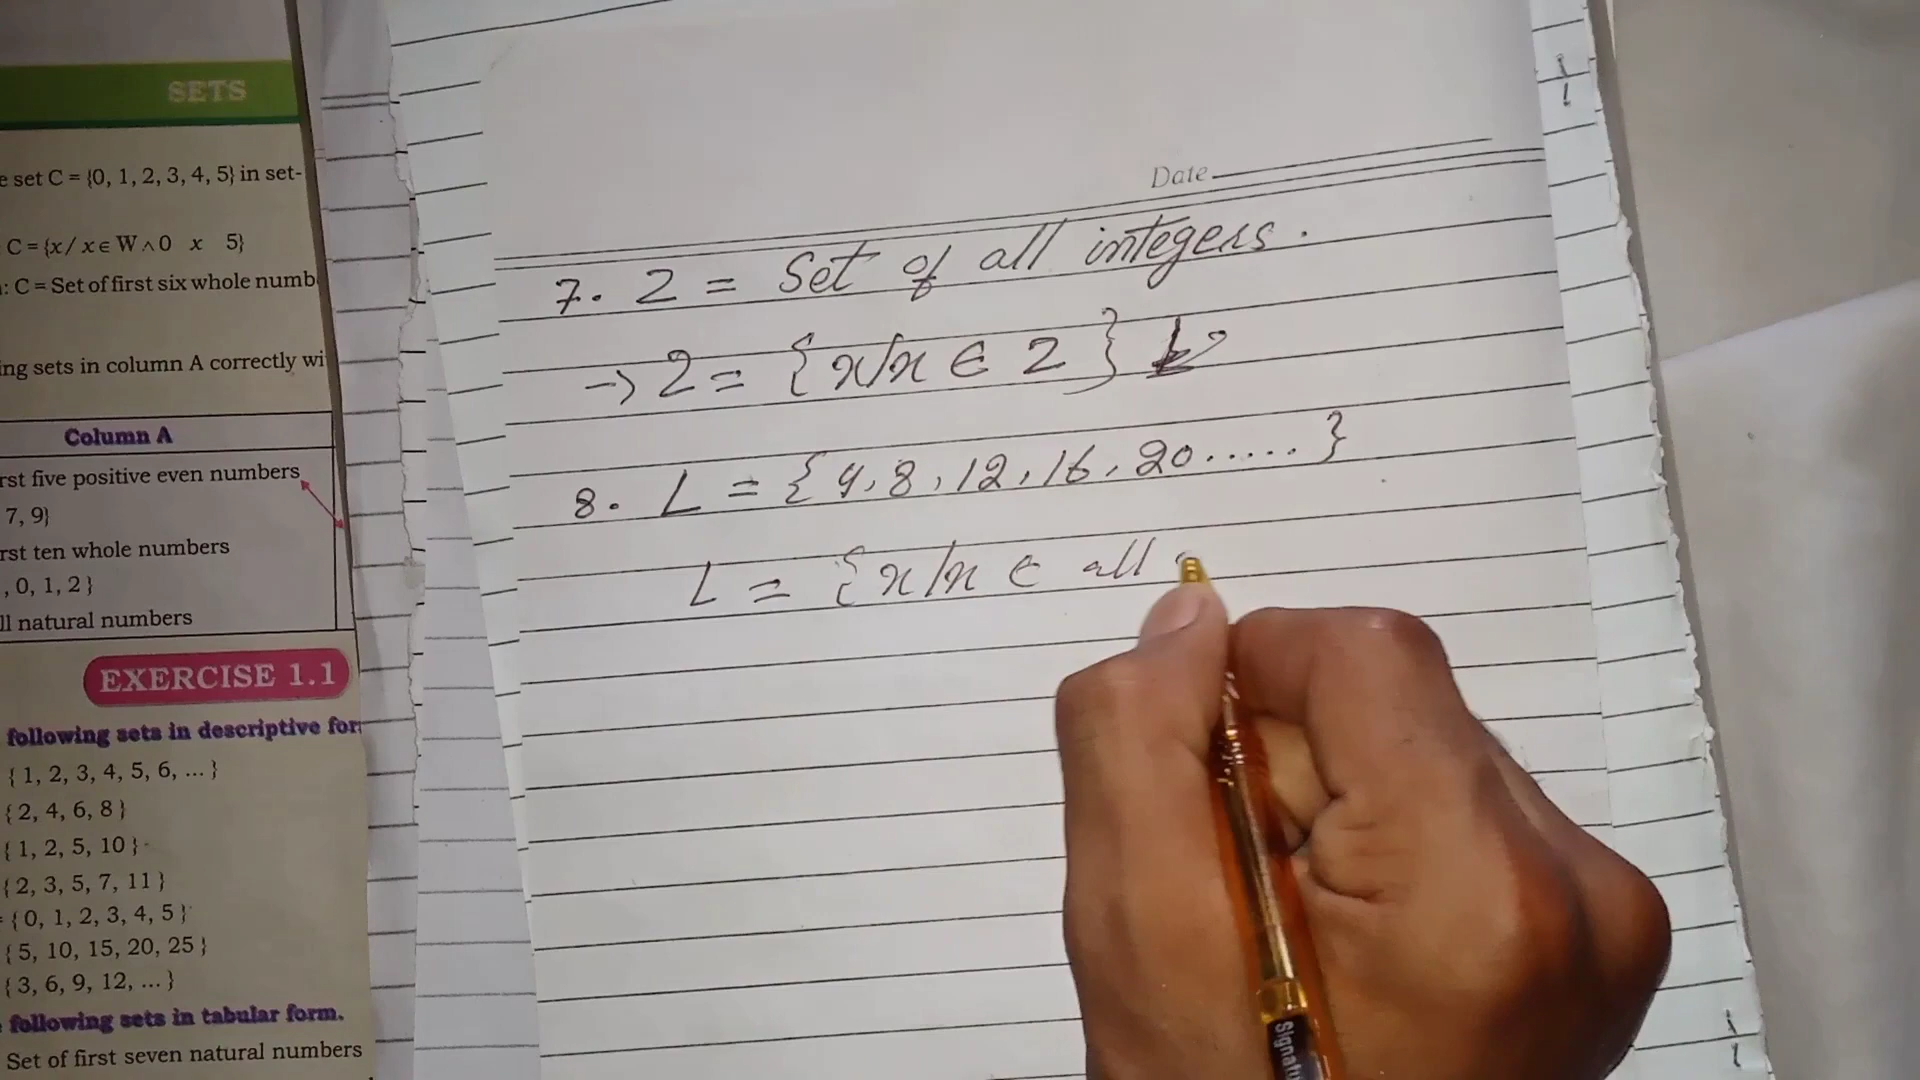 SETS
e set C = {0, 1, 2, 3, 4, 5} in set-
C = {x/x∈W∧0 x 5}
: C = Set of first six whole numb
ing sets in column A correctly wi
Column A
rst five positive even numbers
7, 9}
rst ten whole numbers
, 0, 1, 2 }
ll natural numbers
EXERCISE 1.1
following sets in descriptive for
{ 1, 2, 3, 4, 5, 6, ... }
{ 2, 4, 6, 8 }
{ 1, 2, 5, 10 }
{ 2, 3, 5, 7, 11 }
= { 0, 1, 2, 3, 4, 5 }
{ 5, 10, 15, 20, 25 }
{ 3, 6, 9, 12, ... }
following sets in tabular form.
Set of first seven natural numbers
Date
7. Z = Set of all integers.
→ Z = {x/x ∈ Z}
8. L = {4, 8, 12, 16, 20.....}
L = {x/x ∈ all